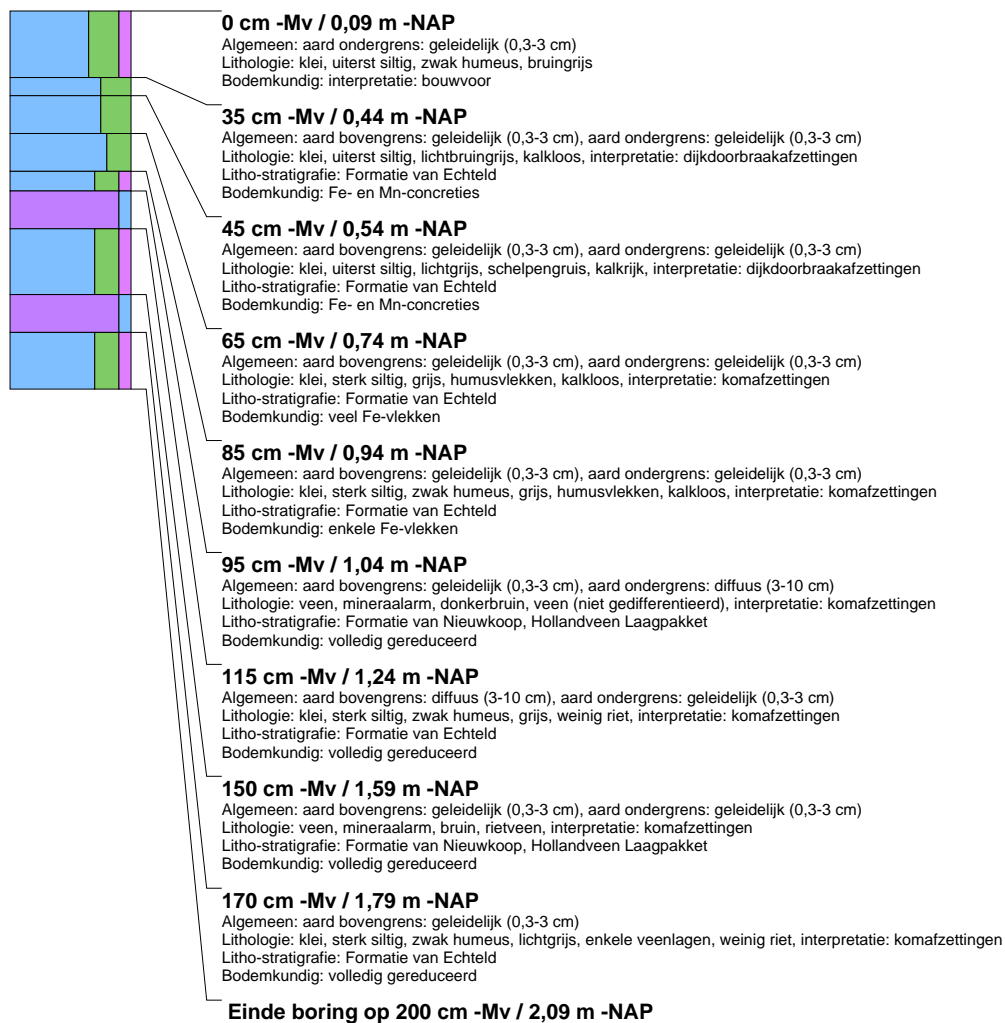 0 cm -Mv / 0,09 m -NAP
Algemeen: aard ondergrens: geleidelijk (0,3-3 cm)
Lithologie: klei, uiterst siltig, zwak humeus, bruingrijs
Bodemkundig: interpretatie: bouwvoor
35 cm -Mv / 0,44 m -NAP
Algemeen: aard bovengrens: geleidelijk (0,3-3 cm), aard ondergrens: geleidelijk (0,3-3 cm)
Lithologie: klei, uiterst siltig, lichtbruingrijs, kalkloos, interpretatie: dijkdoorbraakafzettingen
Litho-stratigrafie: Formatie van Echteld
Bodemkundig: Fe- en Mn-concreties
45 cm -Mv / 0,54 m -NAP
Algemeen: aard bovengrens: geleidelijk (0,3-3 cm), aard ondergrens: geleidelijk (0,3-3 cm)
Lithologie: klei, uiterst siltig, lichtgrijs, schelpengruis, kalkrijk, interpretatie: dijkdoorbraakafzettingen
Litho-stratigrafie: Formatie van Echteld
Bodemkundig: Fe- en Mn-concreties
65 cm -Mv / 0,74 m -NAP
Algemeen: aard bovengrens: geleidelijk (0,3-3 cm), aard ondergrens: geleidelijk (0,3-3 cm)
Lithologie: klei, sterk siltig, grijs, humusvlekken, kalkloos, interpretatie: komafzettingen
Litho-stratigrafie: Formatie van Echteld
Bodemkundig: veel Fe-vlekken
85 cm -Mv / 0,94 m -NAP
Algemeen: aard bovengrens: geleidelijk (0,3-3 cm), aard ondergrens: geleidelijk (0,3-3 cm)
Lithologie: klei, sterk siltig, zwak humeus, grijs, humusvlekken, kalkloos, interpretatie: komafzettingen
Litho-stratigrafie: Formatie van Echteld
Bodemkundig: enkele Fe-vlekken
95 cm -Mv / 1,04 m -NAP
Algemeen: aard bovengrens: geleidelijk (0,3-3 cm), aard ondergrens: diffuus (3-10 cm)
Lithologie: veen, mineraalarm, donkerbruin, veen (niet gedifferentieerd), interpretatie: komafzettingen
Litho-stratigrafie: Formatie van Nieuwkoop, Hollandveen Laagpakket
Bodemkundig: volledig gereduceerd
115 cm -Mv / 1,24 m -NAP
Algemeen: aard bovengrens: diffuus (3-10 cm), aard ondergrens: geleidelijk (0,3-3 cm)
Lithologie: klei, sterk siltig, zwak humeus, grijs, weinig riet, interpretatie: komafzettingen
Litho-stratigrafie: Formatie van Echteld
Bodemkundig: volledig gereduceerd
150 cm -Mv / 1,59 m -NAP
Algemeen: aard bovengrens: geleidelijk (0,3-3 cm), aard ondergrens: geleidelijk (0,3-3 cm)
Lithologie: veen, mineraalarm, bruin, rietveen, interpretatie: komafzettingen
Litho-stratigrafie: Formatie van Nieuwkoop, Hollandveen Laagpakket
Bodemkundig: volledig gereduceerd
170 cm -Mv / 1,79 m -NAP
Algemeen: aard bovengrens: geleidelijk (0,3-3 cm)
Lithologie: klei, sterk siltig, zwak humeus, lichtgrijs, enkele veenlagen, weinig riet, interpretatie: komafzettingen
Litho-stratigrafie: Formatie van Echteld
Bodemkundig: volledig gereduceerd
Einde boring op 200 cm -Mv / 2,09 m -NAP